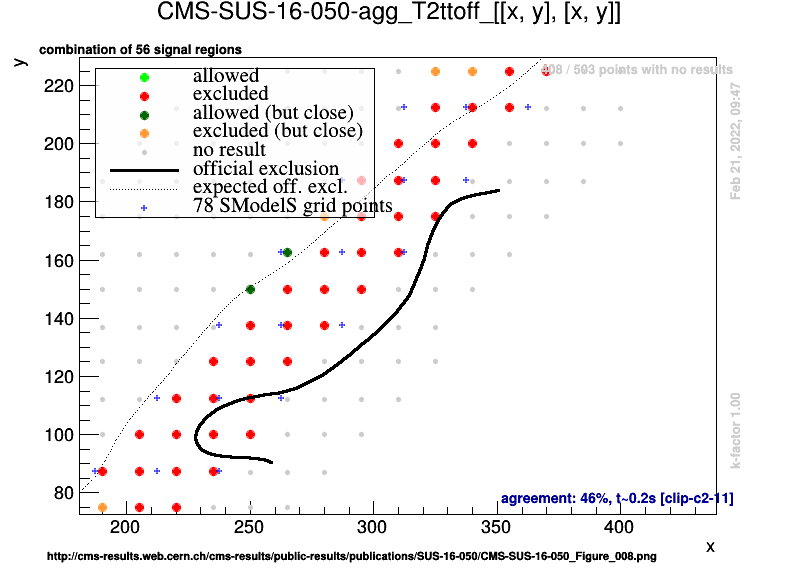 CMS-SUS-16-050-agg_T2ttoff_[[x, y], [x, y]]
combination of 56 signal regions
y
408 / 593 points with no results
allowed
excluded
allowed (but close)
excluded (but close)
no result
official exclusion
expected off. excl.
78 SModelS grid points
220
200
180
160
140
120
100
80
200
250
300
350
400
x
Feb 21, 2022, 09:47
k-factor 1.00
agreement: 46%, t~0.2s [clip-c2-11]
http://cms-results.web.cern.ch/cms-results/public-results/publications/SUS-16-050/CMS-SUS-16-050_Figure_008.png